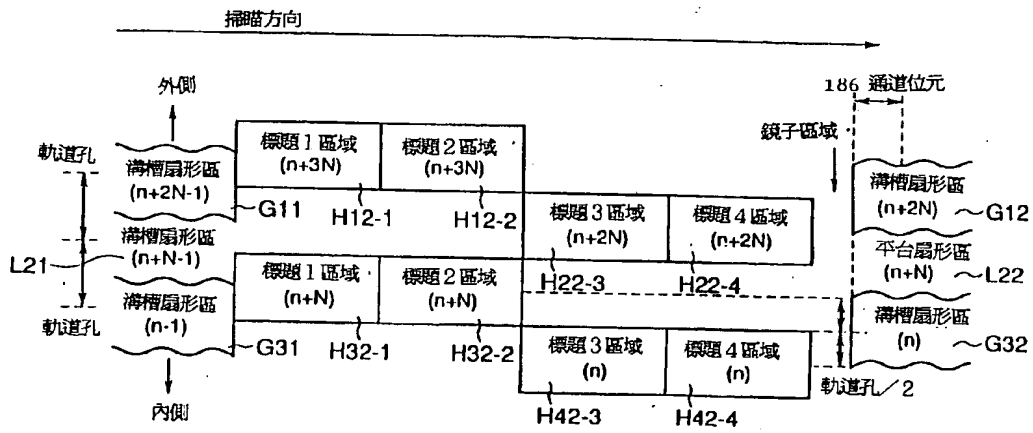 掃瞄方向
外側
186 通道位元
鏡子區域
軌道孔
標題1區域
(n+3N)
標題2區域
(n+3N)
溝槽扇形區
(n+2N-1)
G11
H12-1
H12-2
標題3區域
(n+2N)
標題4區域
(n+2N)
溝槽扇形區
(n+2N)
G12
溝槽扇形區
(n+N-1)
L21
標題1區域
(n+N)
標題2區域
(n+N)
H22-3
H22-4
平台扇形區
(n+N)
L22
軌道孔
溝槽扇形區
(n-1)
G31
H32-1
H32-2
標題3區域
(n)
標題4區域
(n)
溝槽扇形區
(n)
G32
軌道孔/2
內側
H42-3
H42-4